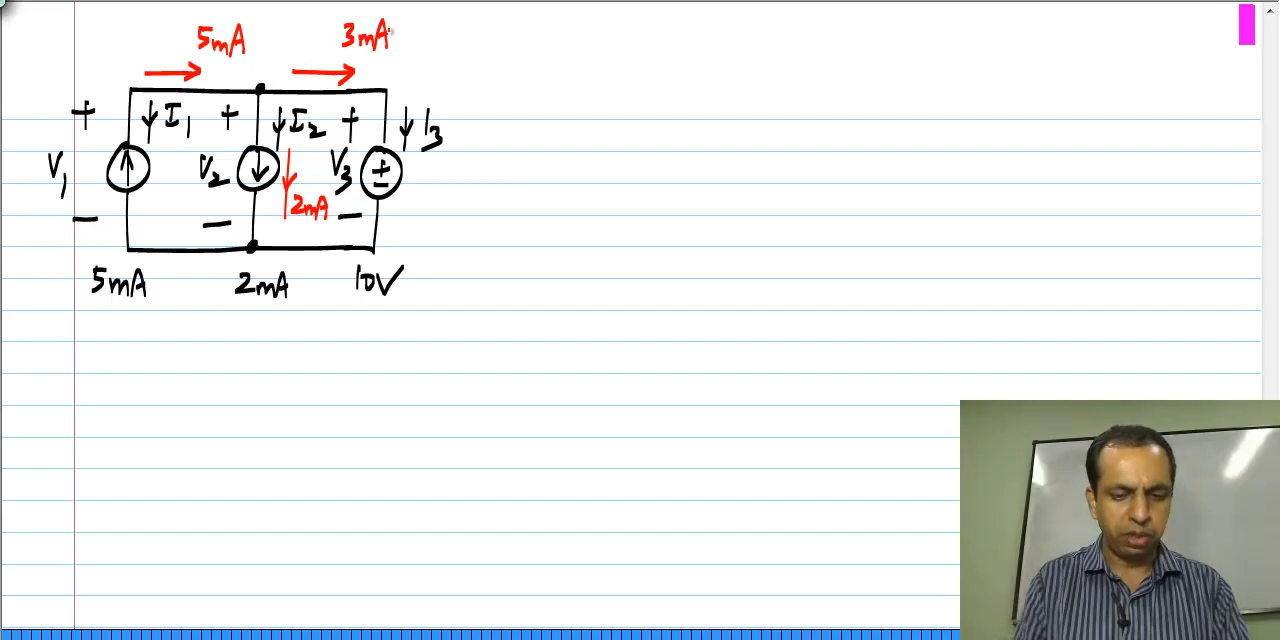 5mA 3mA
+ I1 + I2 + I3
V1 V2 V3 + −
2mA
− − −
5mA 2mA 10V